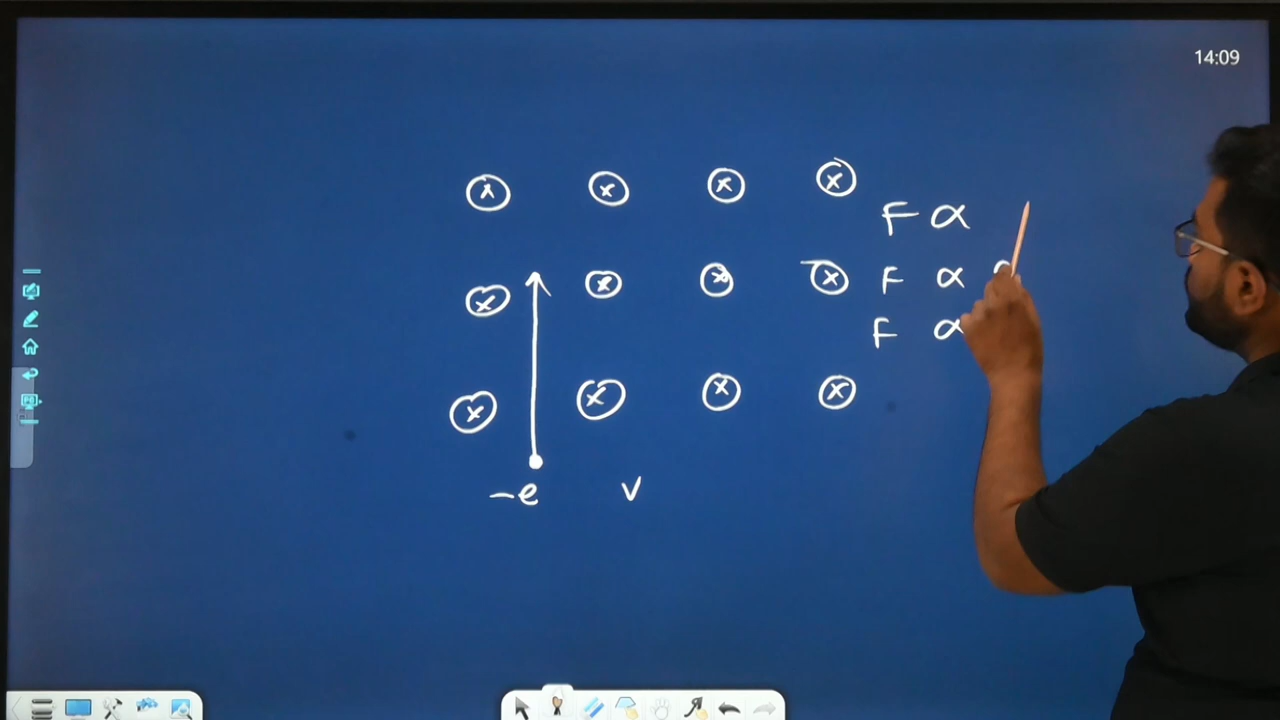 14:09
ⓧ ⓧ ⓧ ⓧ
F α
ⓧ ⓧ ⓧ ⓧ F α
F α
ⓧ ⓧ ⓧ ⓧ
-e v